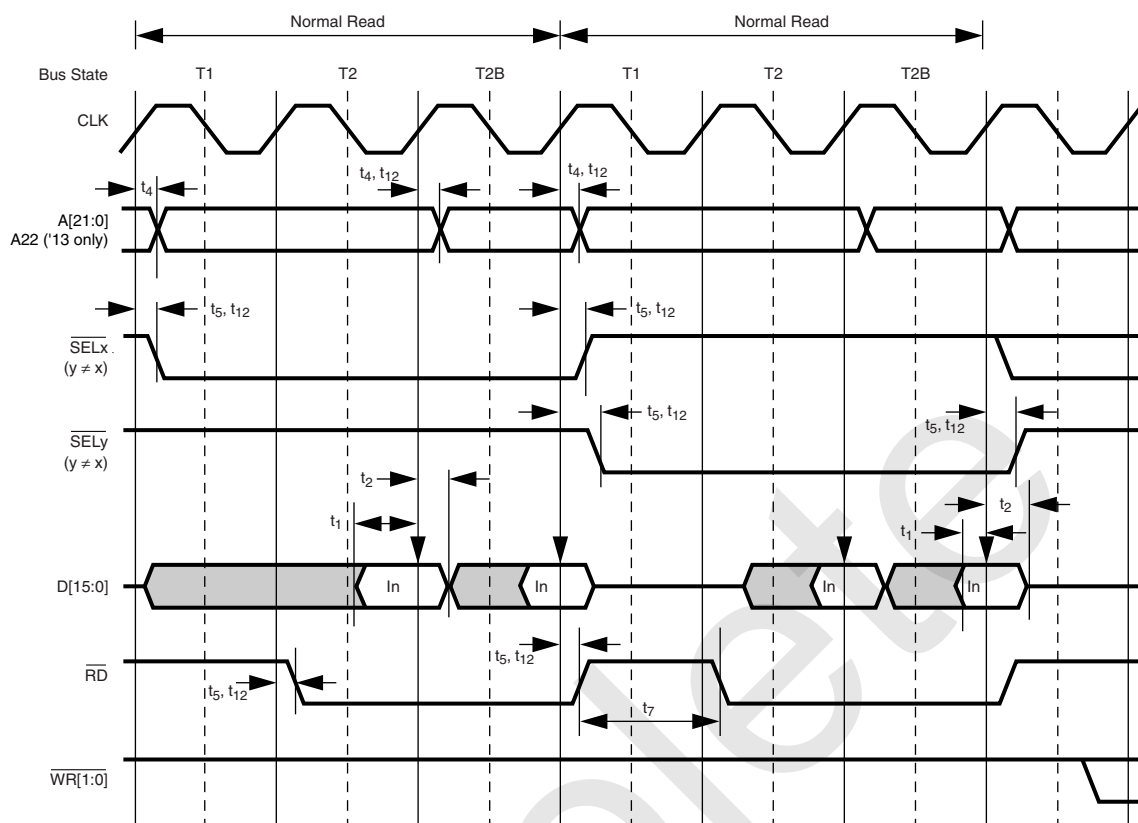 Normal Read Normal Read
Bus State T1 T2 T2B T1 T2 T2B
CLK
t4 t4, t12 t4, t12
A[21:0]
A22 ('13 only)
t5, t12 t5, t12
SELx
(y ≠ x)
t5, t12 t5, t12
SELy
(y ≠ x)
t2 t2
t1 t1
D[15:0] In In In In
t5, t12
RD
t5, t12
t7
WR[1:0]